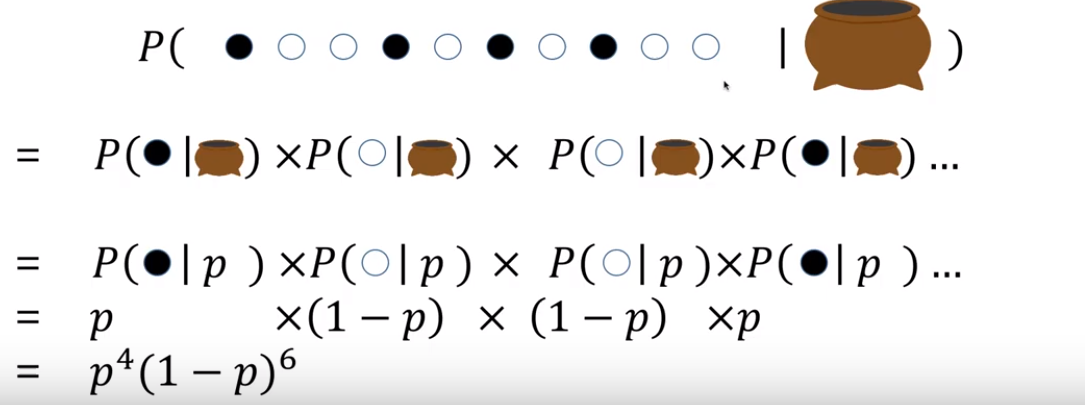 P( ● ○ ○ ● ○ ● ○ ● ○ ○ | )
= P(● | ) ×P(○ | ) × P(○ | )×P(● | ) ...
= P(● | p ) ×P(○ | p ) × P(○ | p )×P(● | p ) ...
= p ×(1 − p) × (1 − p) ×p
= p⁴(1 − p)⁶